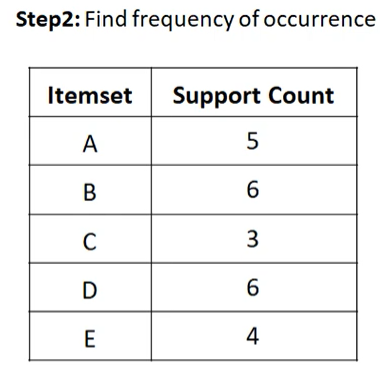 Step2: Find frequency of occurrence
Itemset Support Count
A 5
B 6
C 3
D 6
E 4